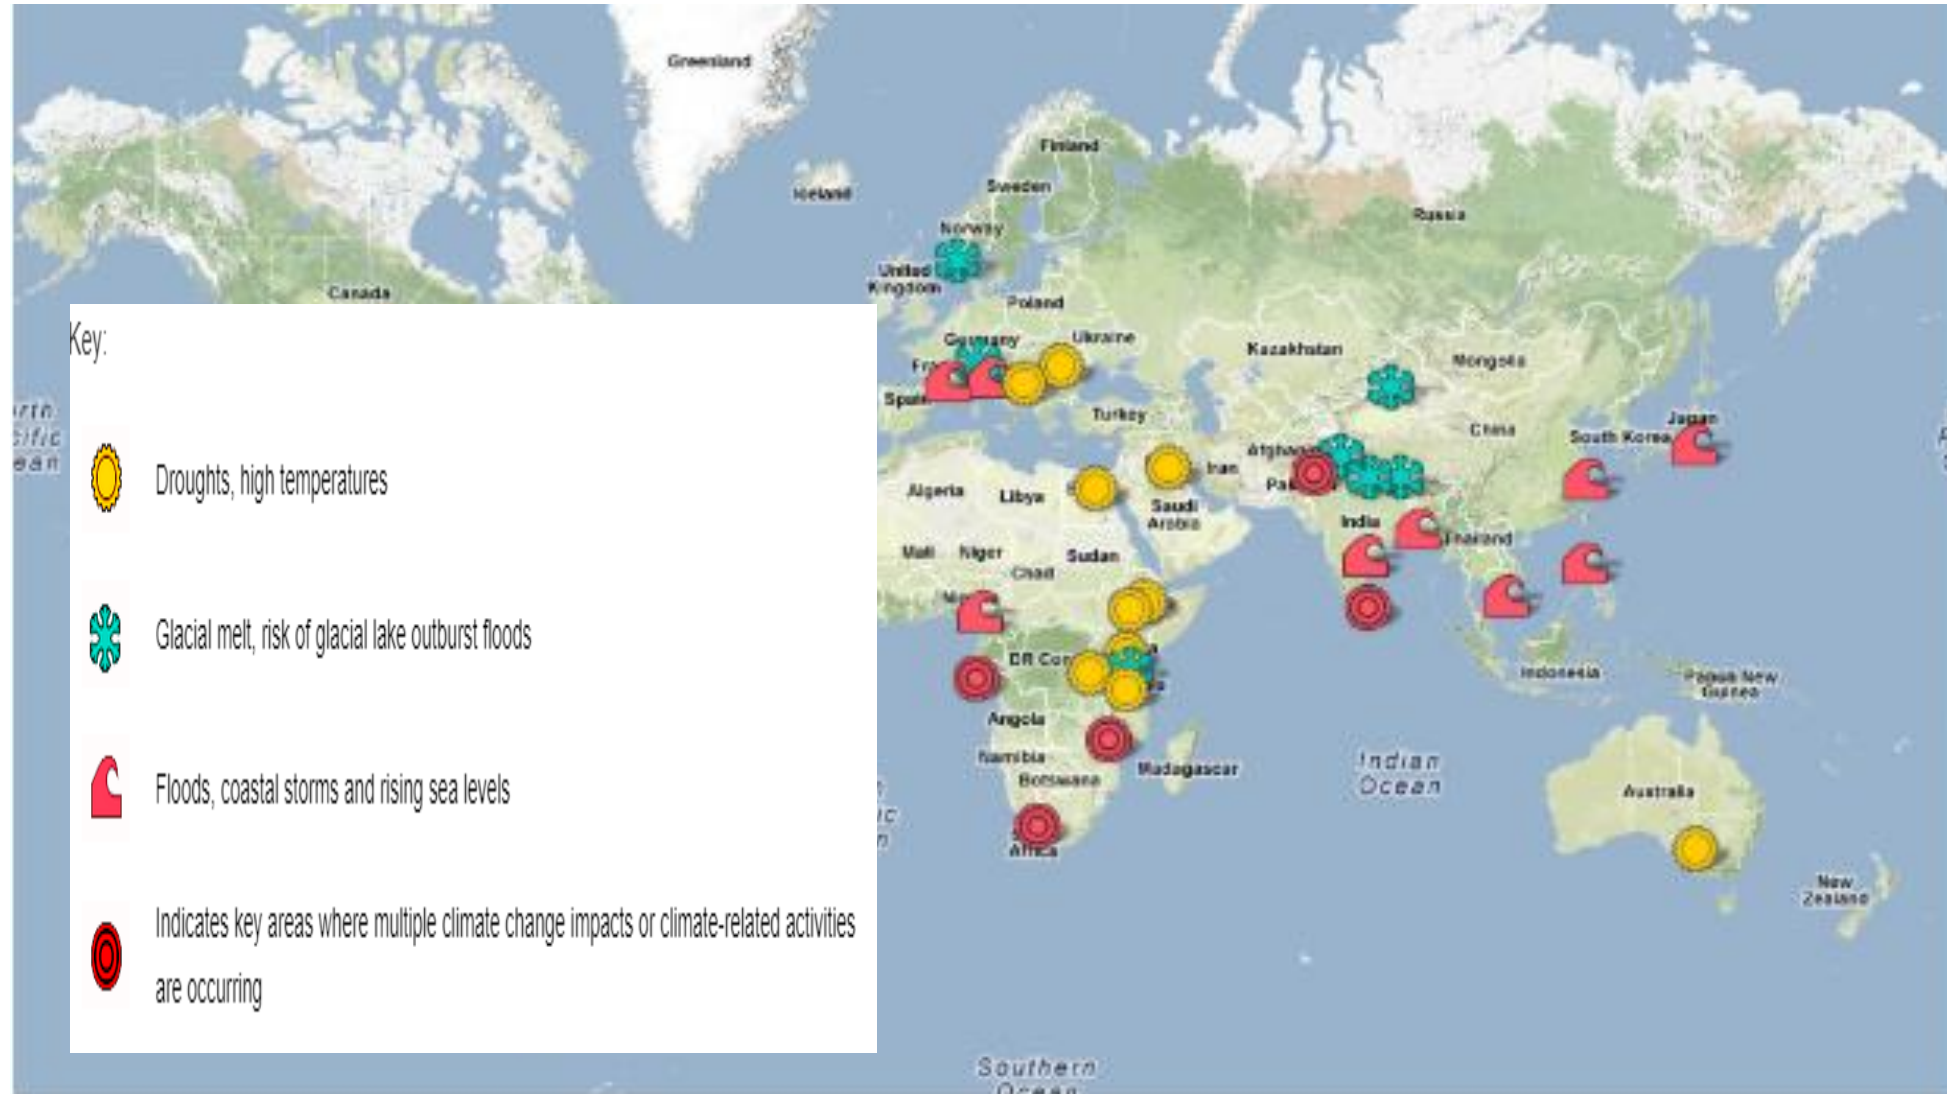 Greenland
Finland
Iceland
Sweden
Russia
Norway
United
Kingdom
Canada
Poland
Key:
Germany
Ukraine
Kazakhstan
Mongolia
Turkey
China
Japan
South Korea
Iran
Droughts, high temperatures
Algeria
Libya
Saudi
Arabia
India
Thailand
Mali
Niger
Sudan
Chad
Glacial melt, risk of glacial lake outburst floods
Indonesia
Papua New
Guinea
Angola
Namibia
Botswana
Madagascar
Indian
Ocean
Australia
Floods, coastal storms and rising sea levels
Africa
New
Zealand
Indicates key areas where multiple climate change impacts or climate-related activities
are occurring
Southern
Ocean